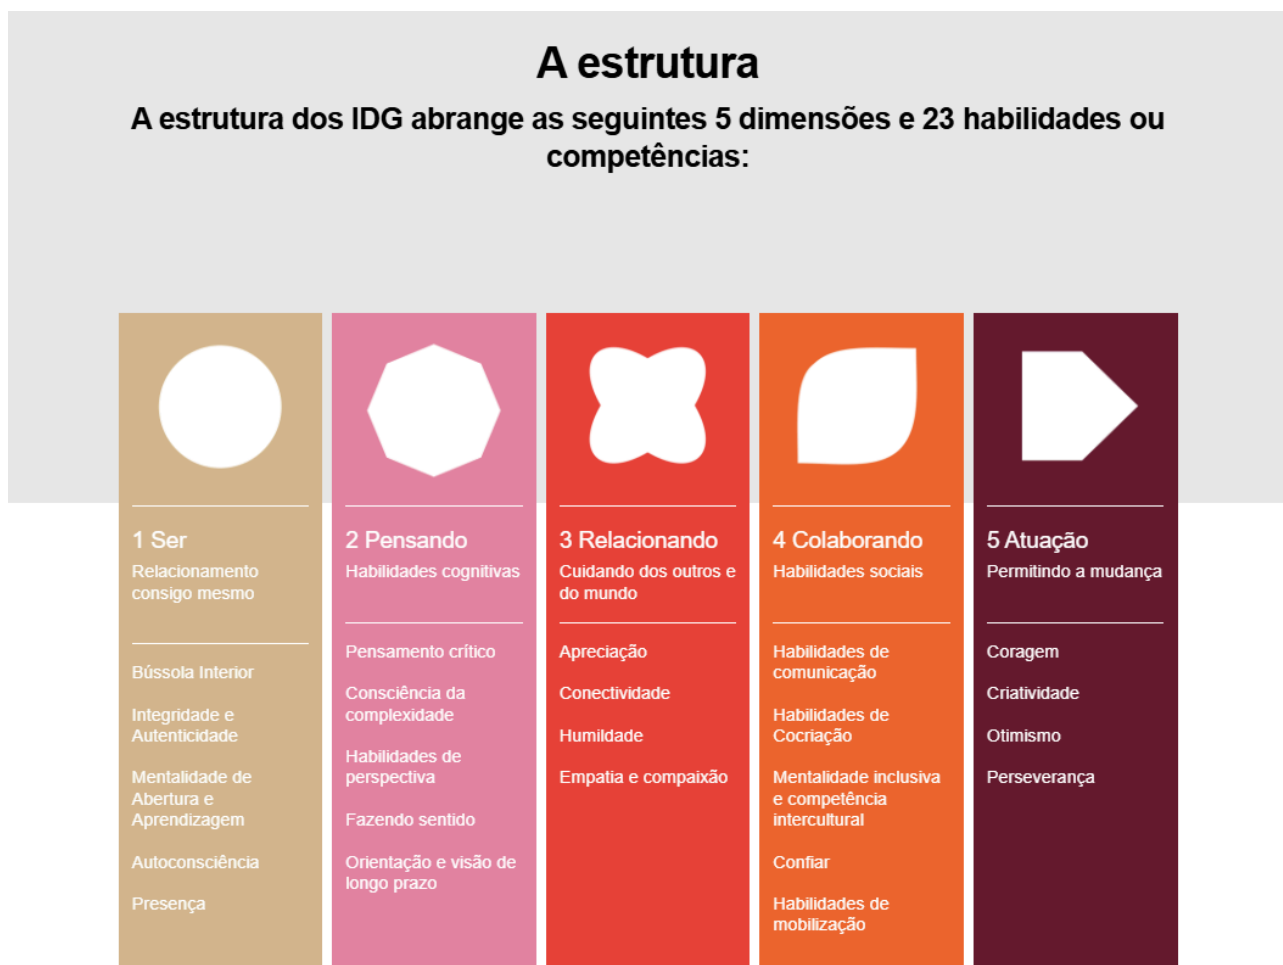 A estrutura
A estrutura dos IDG abrange as seguintes 5 dimensões e 23 habilidades ou
competências:
1 Ser
Relacionamento
consigo mesmo
Bússola Interior
Integridade e
Autenticidade
Mentalidade de
Abertura e
Aprendizagem
Autoconsciência
Presença
2 Pensando
Habilidades cognitivas
Pensamento crítico
Consciência da
complexidade
Habilidades de
perspectiva
Fazendo sentido
Orientação e visão de
longo prazo
3 Relacionando
Cuidando dos outros e
do mundo
Apreciação
Conectividade
Humildade
Empatia e compaixão
4 Colaborando
Habilidades sociais
Habilidades de
comunicação
Habilidades de
Cocriação
Mentalidade inclusiva
e competência
intercultural
Confiar
Habilidades de
mobilização
5 Atuação
Permitindo a mudança
Coragem
Criatividade
Otimismo
Perseverança